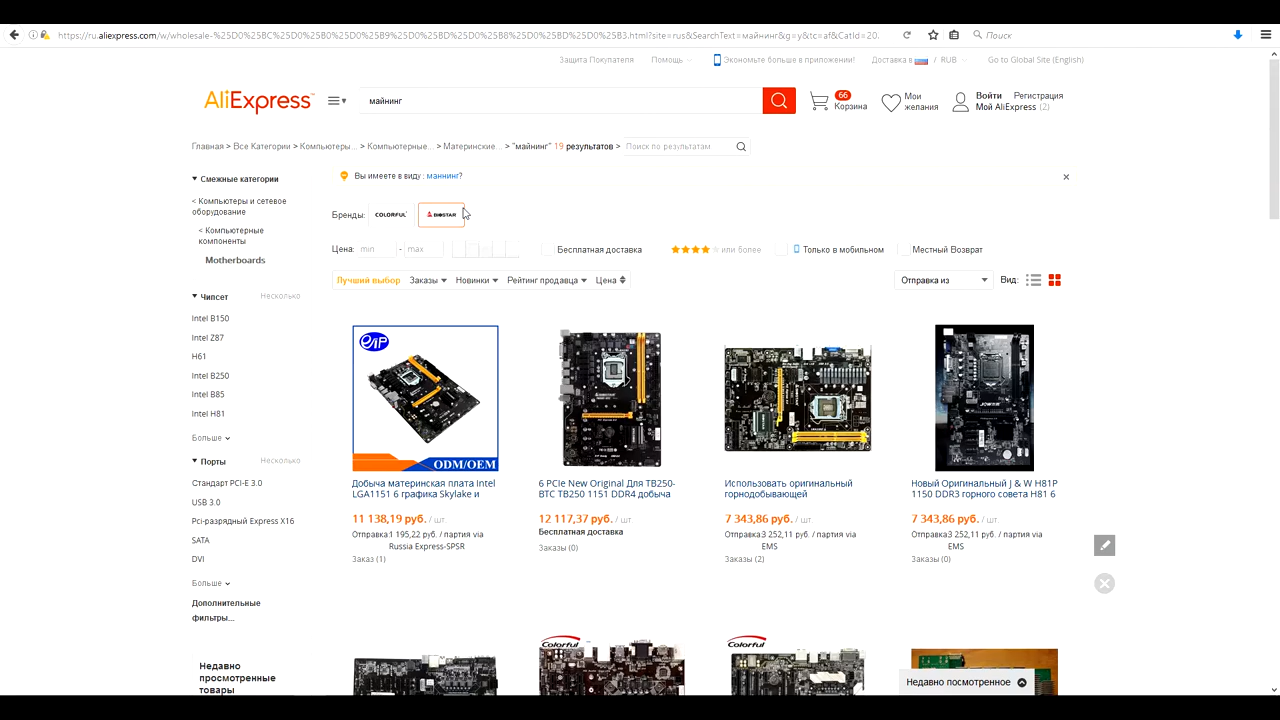 https://ru.aliexpress.com/w/wholesale-%25D0%25BC%25D0%25B0%25D0%25B9%25D0%25BD%25D0%25B8%25D0%25BD%25D0%25B3.html?site=rus&SearchText=майнинг&g=y&tc=af&CatId=20.
Поиск
Защита Покупателя
Помощь
Экономьте больше в приложении!
Доставка в / RUB
Go to Global Site (English)
AliExpress™
майнинг
66
Корзина
Мои
желания
Войти Регистрация
Мой AliExpress (2)
Главная > Все Категории > Компьютеры... > Компьютерные... > Материнские... > "майнинг" 19 результатов >
Поиск по результатам
Смежные категории
< Компьютеры и сетевое
оборудование
< Компьютерные
компоненты
Motherboards
Вы имеете в виду : маннинг?
Бренды: COLORFUL BIOSTAR
Цена: min - max
Бесплатная доставка
или более
Только в мобильном
Местный Возврат
Лучший выбор Заказы Новинки Рейтинг продавца Цена
Отправка из
Вид:
Чипсет Несколько
Intel B150
Intel Z87
H61
Intel B250
Intel B85
Intel H81
Больше
Порты Несколько
Стандарт PCI-E 3.0
USB 3.0
Pci-разрядный Express X16
SATA
DVI
Больше
Дополнительные
фильтры...
Недавно
просмотренные
товары
ODM/OEM
Добыча материнская плата Intel
LGA1151 6 графика Skylake и
11 138,19 руб. / шт.
Отправка:1 195,22 руб. / партия via
Russia Express-SPSR
Заказ (1)
6 PCIe New Original Для TB250-
BTC TB250 1151 DDR4 добыча
12 117,37 руб. / шт.
Бесплатная доставка
Заказы (0)
Использовать оригинальный
горнодобывающей
7 343,86 руб. / шт.
Отправка:3 252,11 руб. / партия via
EMS
Заказы (2)
Новый Оригинальный J & W H81P
1150 DDR3 горного совета H81 6
7 343,86 руб. / шт.
Отправка:3 252,11 руб. / партия via
EMS
Заказы (0)
Colorful
Colorful
Недавно посмотренное